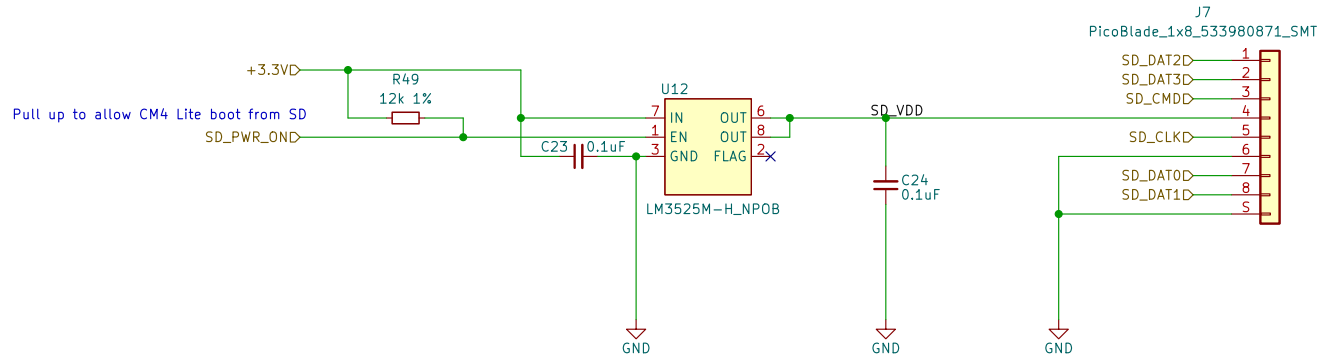 J7
PicoBlade_1x8_533980871_SMT
+3.3V
R49
12k 1%
Pull up to allow CM4 Lite boot from SD
SD_PWR_ON
C23
0.1uF
U12
7
IN
1
EN
3
GND
OUT
6
OUT
8
FLAG
2
LM3525M-H_NPOB
SD_VDD
C24
0.1uF
SD_DAT2
1
SD_DAT3
2
SD_CMD
3
4
SD_CLK
5
6
SD_DAT0
7
SD_DAT1
8
S
GND
GND
GND